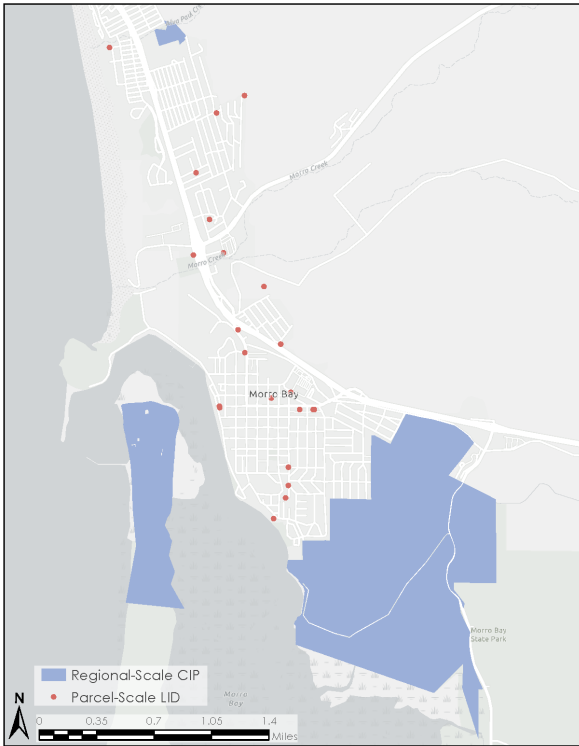 Morro Creek
Morro Creek
Morro Bay
Morro Bay
State Park
Regional-Scale CIP
Parcel-Scale LID
Morro
Bay
N
0 0.35 0.7 1.05 1.4
Miles